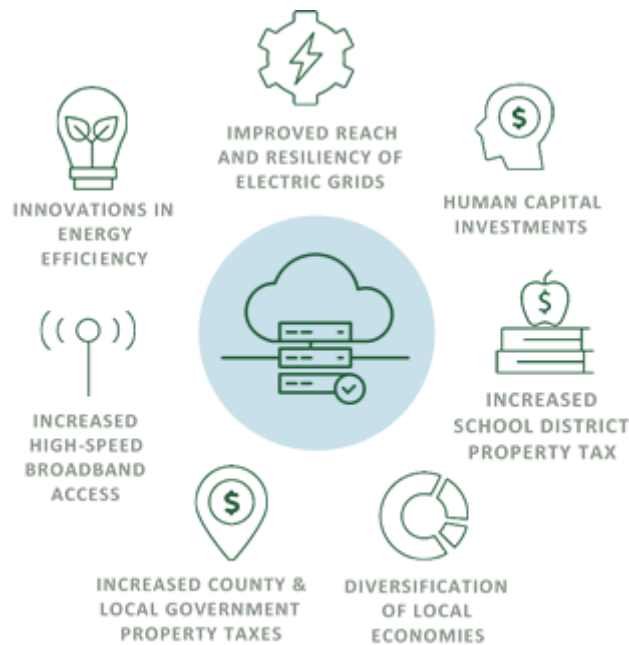 IMPROVED REACH
AND RESILIENCY OF
ELECTRIC GRIDS
$
HUMAN CAPITAL
INVESTMENTS
$
INCREASED
SCHOOL DISTRICT
PROPERTY TAX
DIVERSIFICATION
OF LOCAL
ECONOMIES
$
INCREASED COUNTY &
LOCAL GOVERNMENT
PROPERTY TAXES
INCREASED
HIGH-SPEED
BROADBAND
ACCESS
INNOVATIONS IN
ENERGY
EFFICIENCY